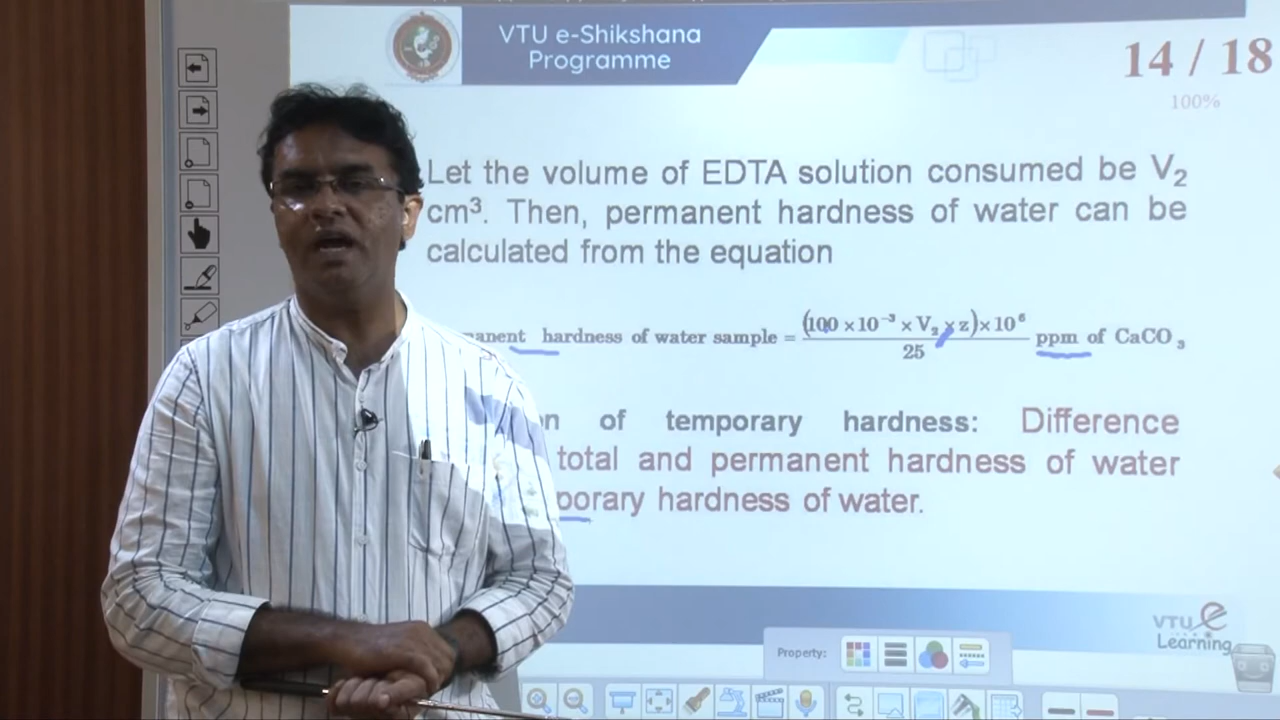 VTU e-Shikshana
Programme
14 / 18
100%
Let the volume of EDTA solution consumed be V₂
cm³. Then, permanent hardness of water can be
calculated from the equation
hardness of water sample = (100 × 10⁻³ × V₂ × z) × 10⁶ / 25 ppm of CaCO₃
of temporary hardness: Difference
total and permanent hardness of water
hardness of water.
VTU e
Learning
Property: